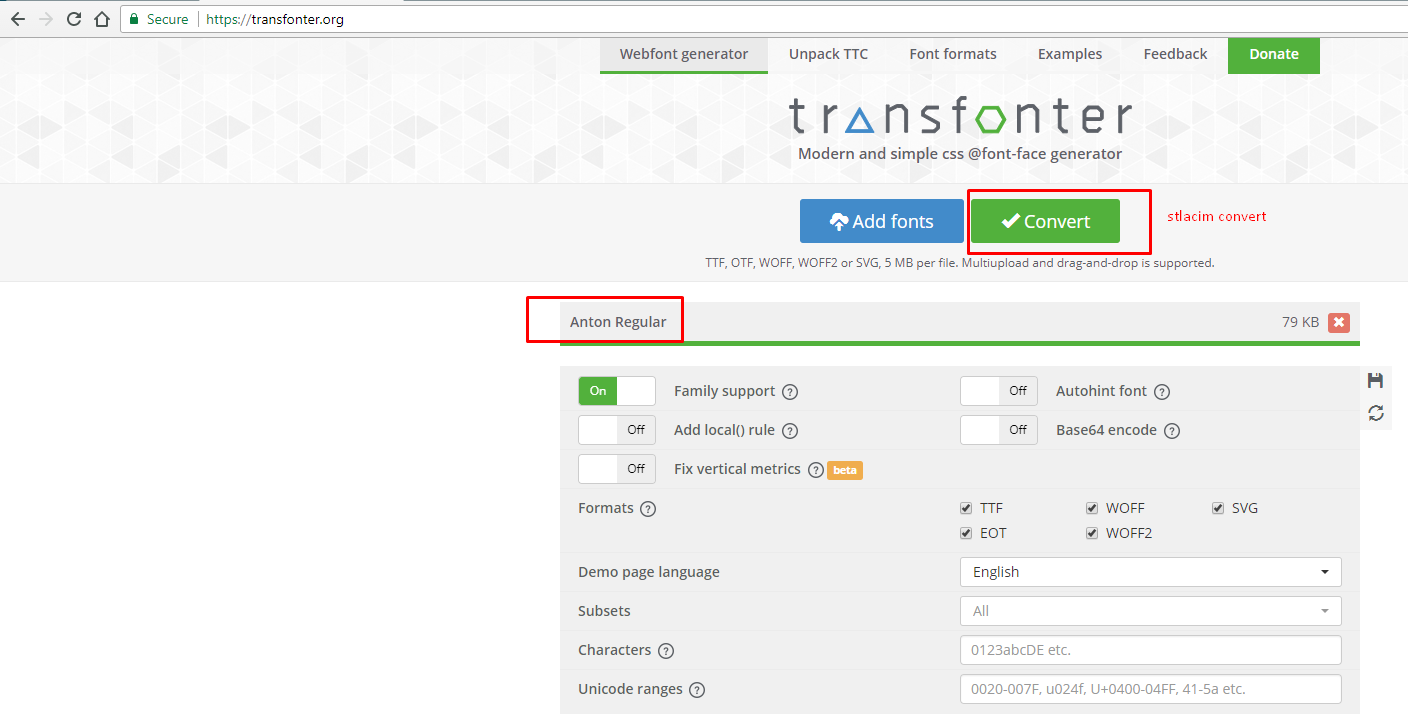 Secure https://transfonter.org
Webfont generator Unpack TTC Font formats Examples Feedback Donate
transfonter
Modern and simple css @font-face generator
Add fonts Convert stlacim convert
TTF, OTF, WOFF, WOFF2 or SVG, 5 MB per file. Multiupload and drag-and-drop is supported.
Anton Regular 79 KB
On Family support ? Off Autohint font ?
Off Add local() rule ? Off Base64 encode ?
Off Fix vertical metrics ? beta
Formats ? TTF WOFF SVG
EOT WOFF2
Demo page language English
Subsets All
Characters ? 0123abcDE etc.
Unicode ranges ? 0020-007F, u024f, U+0400-04FF, 41-5a etc.